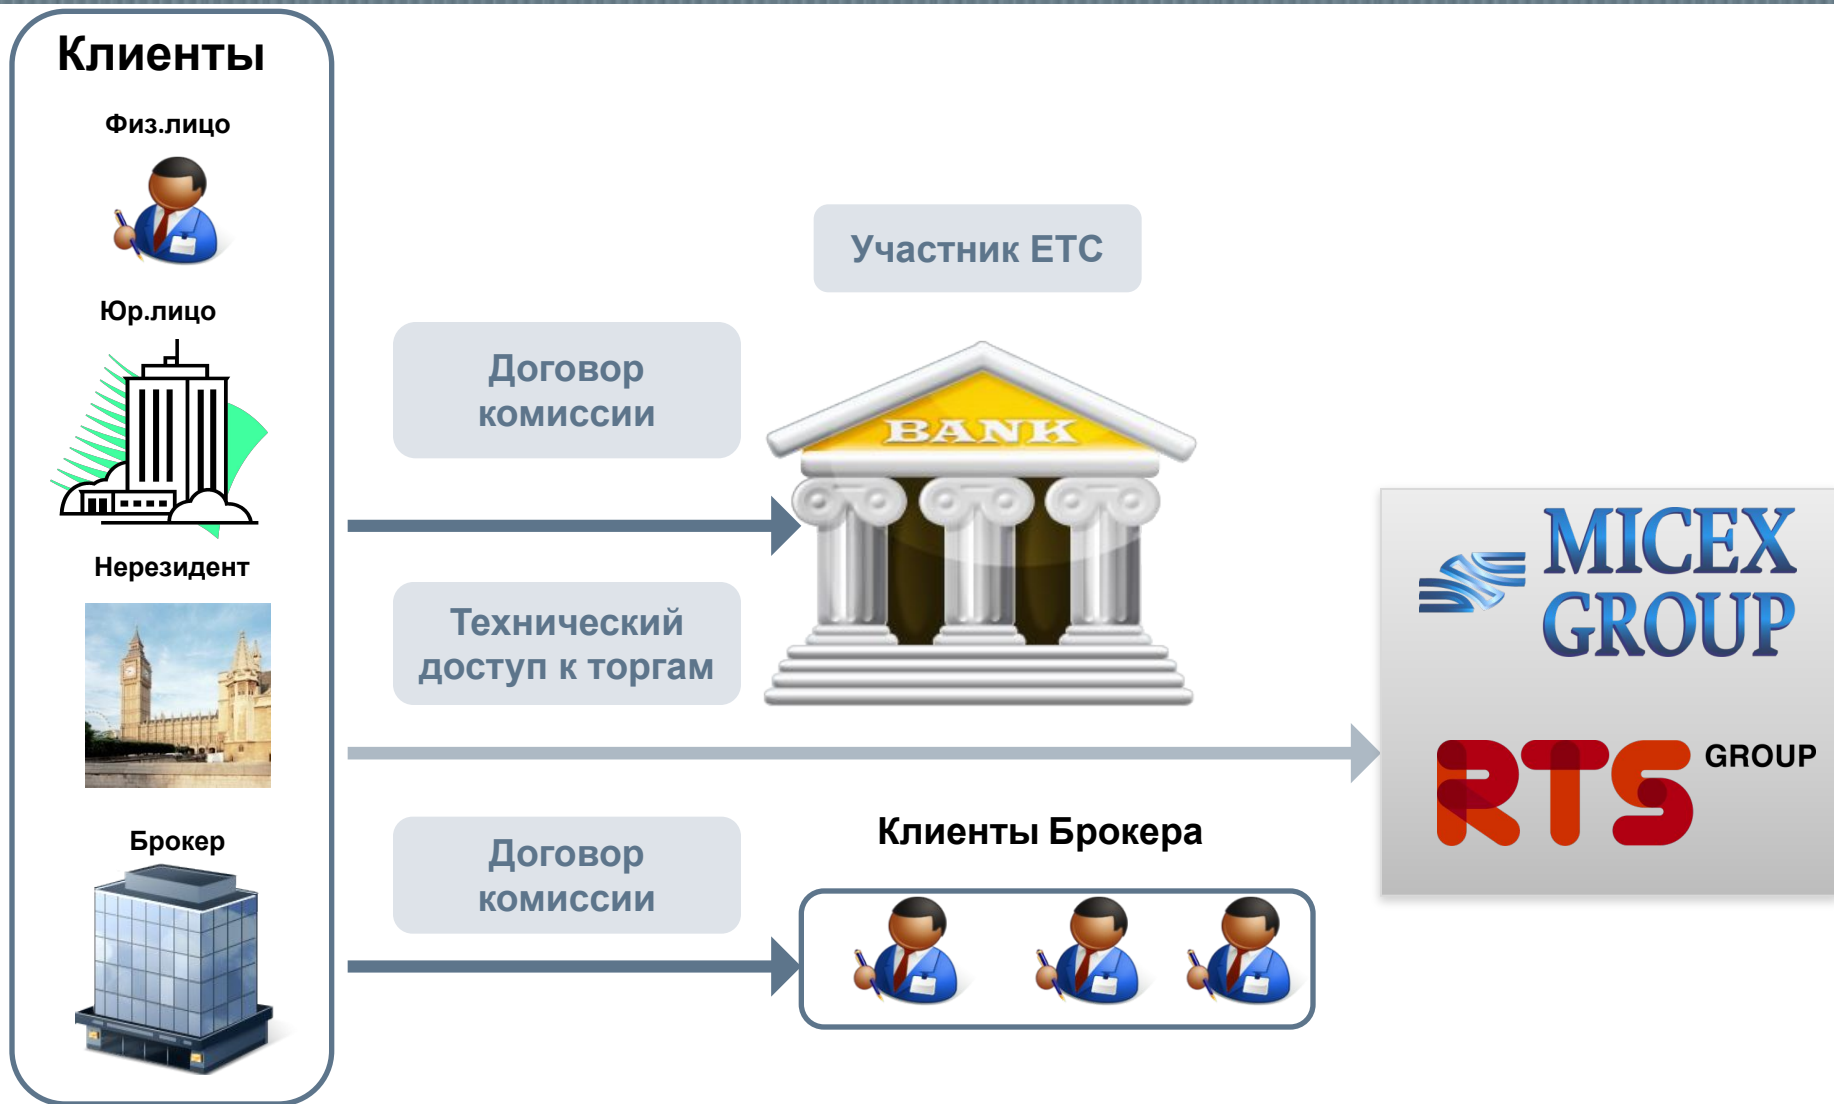 Клиенты
Физ.лицо
Юр.лицо
Нерезидент
Брокер
Договор
комиссии
Технический
доступ к торгам
Договор
комиссии
Участник ЕТС
BANK
Клиенты Брокера
MICEX
GROUP
RTS GROUP